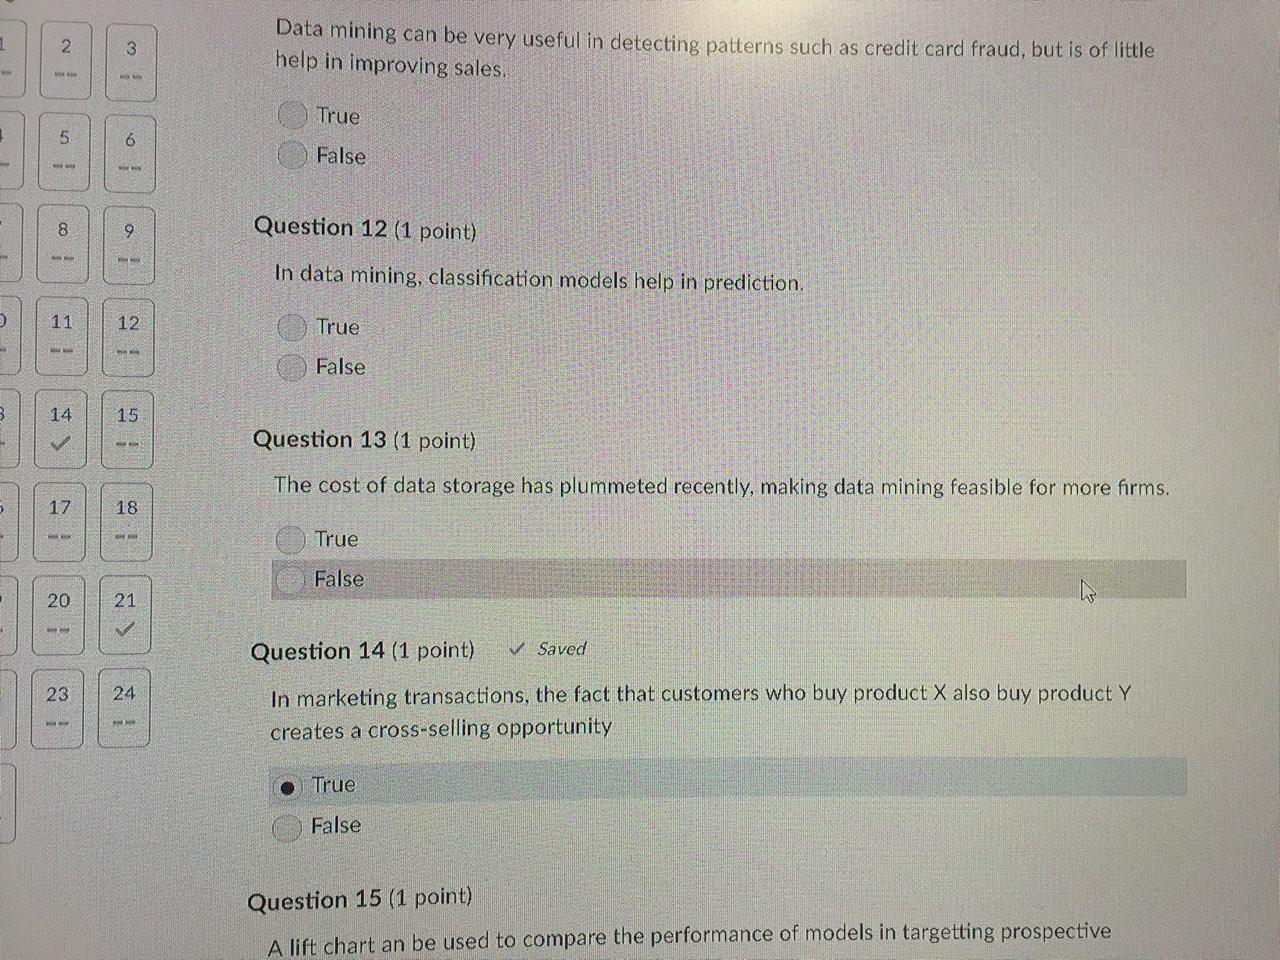 Data mining can be very useful in detecting patterns such as credit card fraud, but is of little
help in improving sales.
True
False
Question 12 (1 point)
In data mining, classification models help in prediction.
True
False
Question 13 (1 point)
The cost of data storage has plummeted recently, making data mining feasible for more firms.
True
False
Question 14 (1 point) Saved
In marketing transactions, the fact that customers who buy product X also buy product Y
creates a cross-selling opportunity
True
False
Question 15 (1 point)
A lift chart an be used to compare the performance of models in targetting prospective
1 2 3
-- -- --
5 6
-- --
8 9
-- --
11 12
-- --
14 15
--
17 18
-- --
20 21
--
23 24
-- --